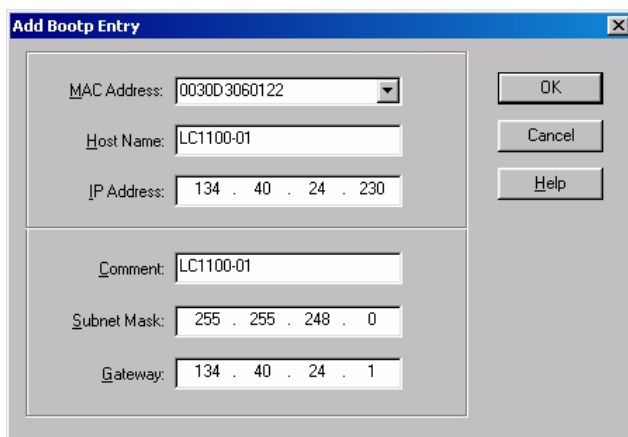 Add Bootp Entry
MAC Address: 0030D3060122
OK
Host Name: LC1100-01
Cancel
IP Address: 134 . 40 . 24 . 230
Help
Comment: LC1100-01
Subnet Mask: 255 . 255 . 248 . 0
Gateway: 134 . 40 . 24 . 1